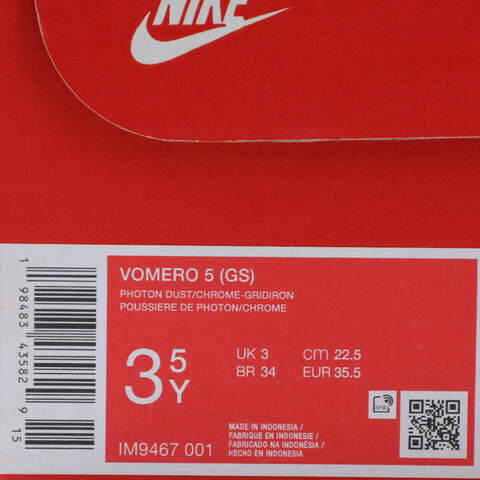 NIKE
VOMERO 5 (GS)
PHOTON DUST/CHROME-GRIDIRON
POUSSIERE DE PHOTON/CHROME
3 5 Y
UK 3 cm 22.5
BR 34 EUR 35.5
MADE IN INDONESIA /
FABRIQUE EN INDONESIE /
FABRICADO NA INDONÉSIA /
HECHO EN INDONESIA
IM9467 001
1 98483 43582 9 15